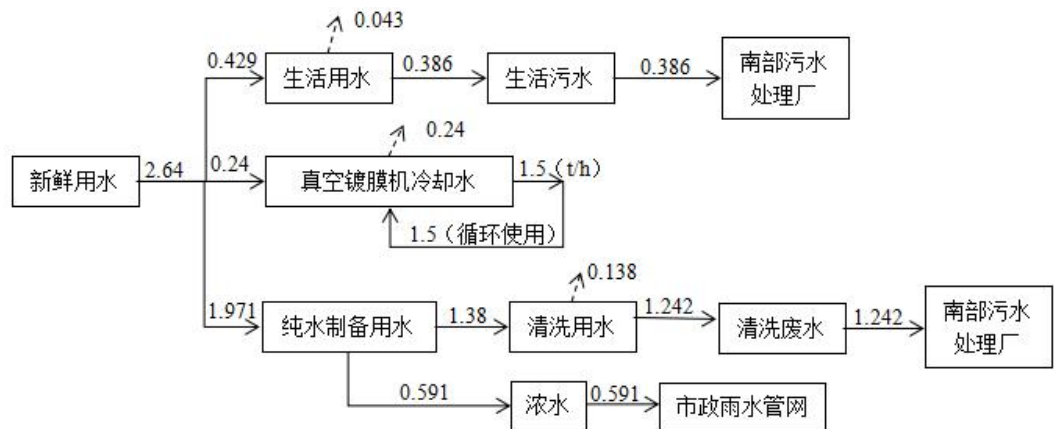 0.043
0.429
生活用水
0.386
生活污水
0.386
南部污水
处理厂
0.24
新鲜用水
2.64
0.24
真空镀膜机冷却水
1.5（t/h）
1.5（循环使用）
0.138
1.971
纯水制备用水
1.38
清洗用水
1.242
清洗废水
1.242
南部污水
处理厂
0.591
浓水
0.591
市政雨水管网